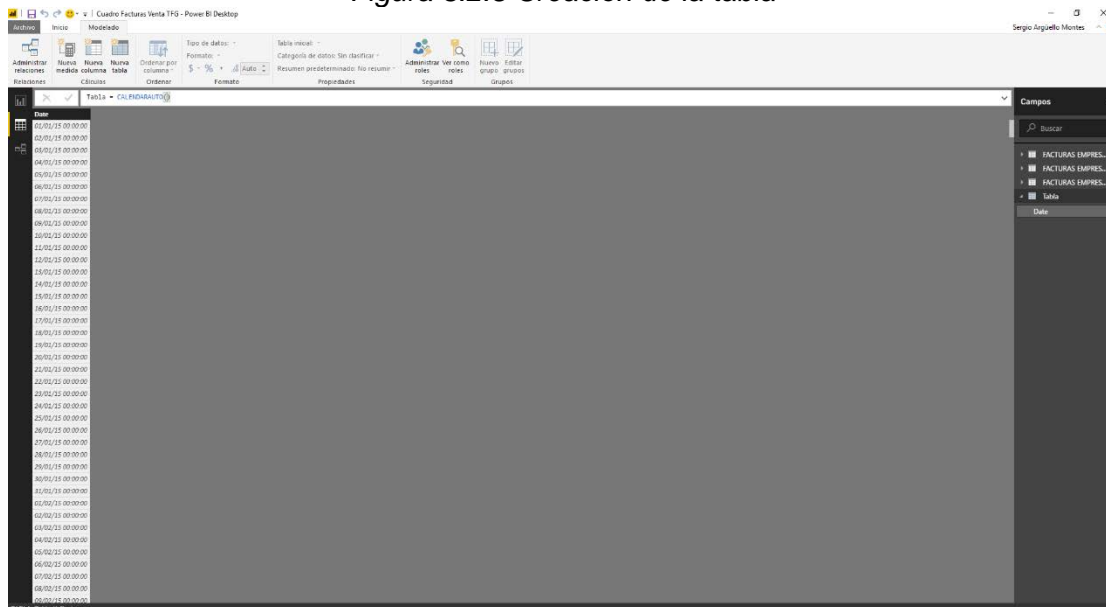 Cuadro Facturas Venta TFG - Power BI Desktop
Archivo Inicio Modelado
Sergio Argüello Montes
Administrar relaciones
Nueva medida
Nueva columna
Nueva tabla
Ordenar por columna
Tipo de datos:
Formato:
$ % Auto
Tabla inicial:
Categoría de datos: Sin clasificar
Resumen predeterminado: No resumir
Administrar roles
Ver como roles
Nuevo grupo
Editar grupos
Relaciones Cálculos Ordenar Formato Propiedades Seguridad Grupos
Tabla = CALENDARAUTO()
Campos
Buscar
FACTURAS EMPRES...
FACTURAS EMPRES...
FACTURAS EMPRES...
Tabla
Date
Date
01/01/15 00:00:00
02/01/15 00:00:00
03/01/15 00:00:00
04/01/15 00:00:00
05/01/15 00:00:00
06/01/15 00:00:00
07/01/15 00:00:00
08/01/15 00:00:00
09/01/15 00:00:00
10/01/15 00:00:00
11/01/15 00:00:00
12/01/15 00:00:00
13/01/15 00:00:00
14/01/15 00:00:00
15/01/15 00:00:00
16/01/15 00:00:00
17/01/15 00:00:00
18/01/15 00:00:00
19/01/15 00:00:00
20/01/15 00:00:00
21/01/15 00:00:00
22/01/15 00:00:00
23/01/15 00:00:00
24/01/15 00:00:00
25/01/15 00:00:00
26/01/15 00:00:00
27/01/15 00:00:00
28/01/15 00:00:00
29/01/15 00:00:00
30/01/15 00:00:00
31/01/15 00:00:00
01/02/15 00:00:00
02/02/15 00:00:00
03/02/15 00:00:00
04/02/15 00:00:00
05/02/15 00:00:00
06/02/15 00:00:00
07/02/15 00:00:00
08/02/15 00:00:00
09/02/15 00:00:00